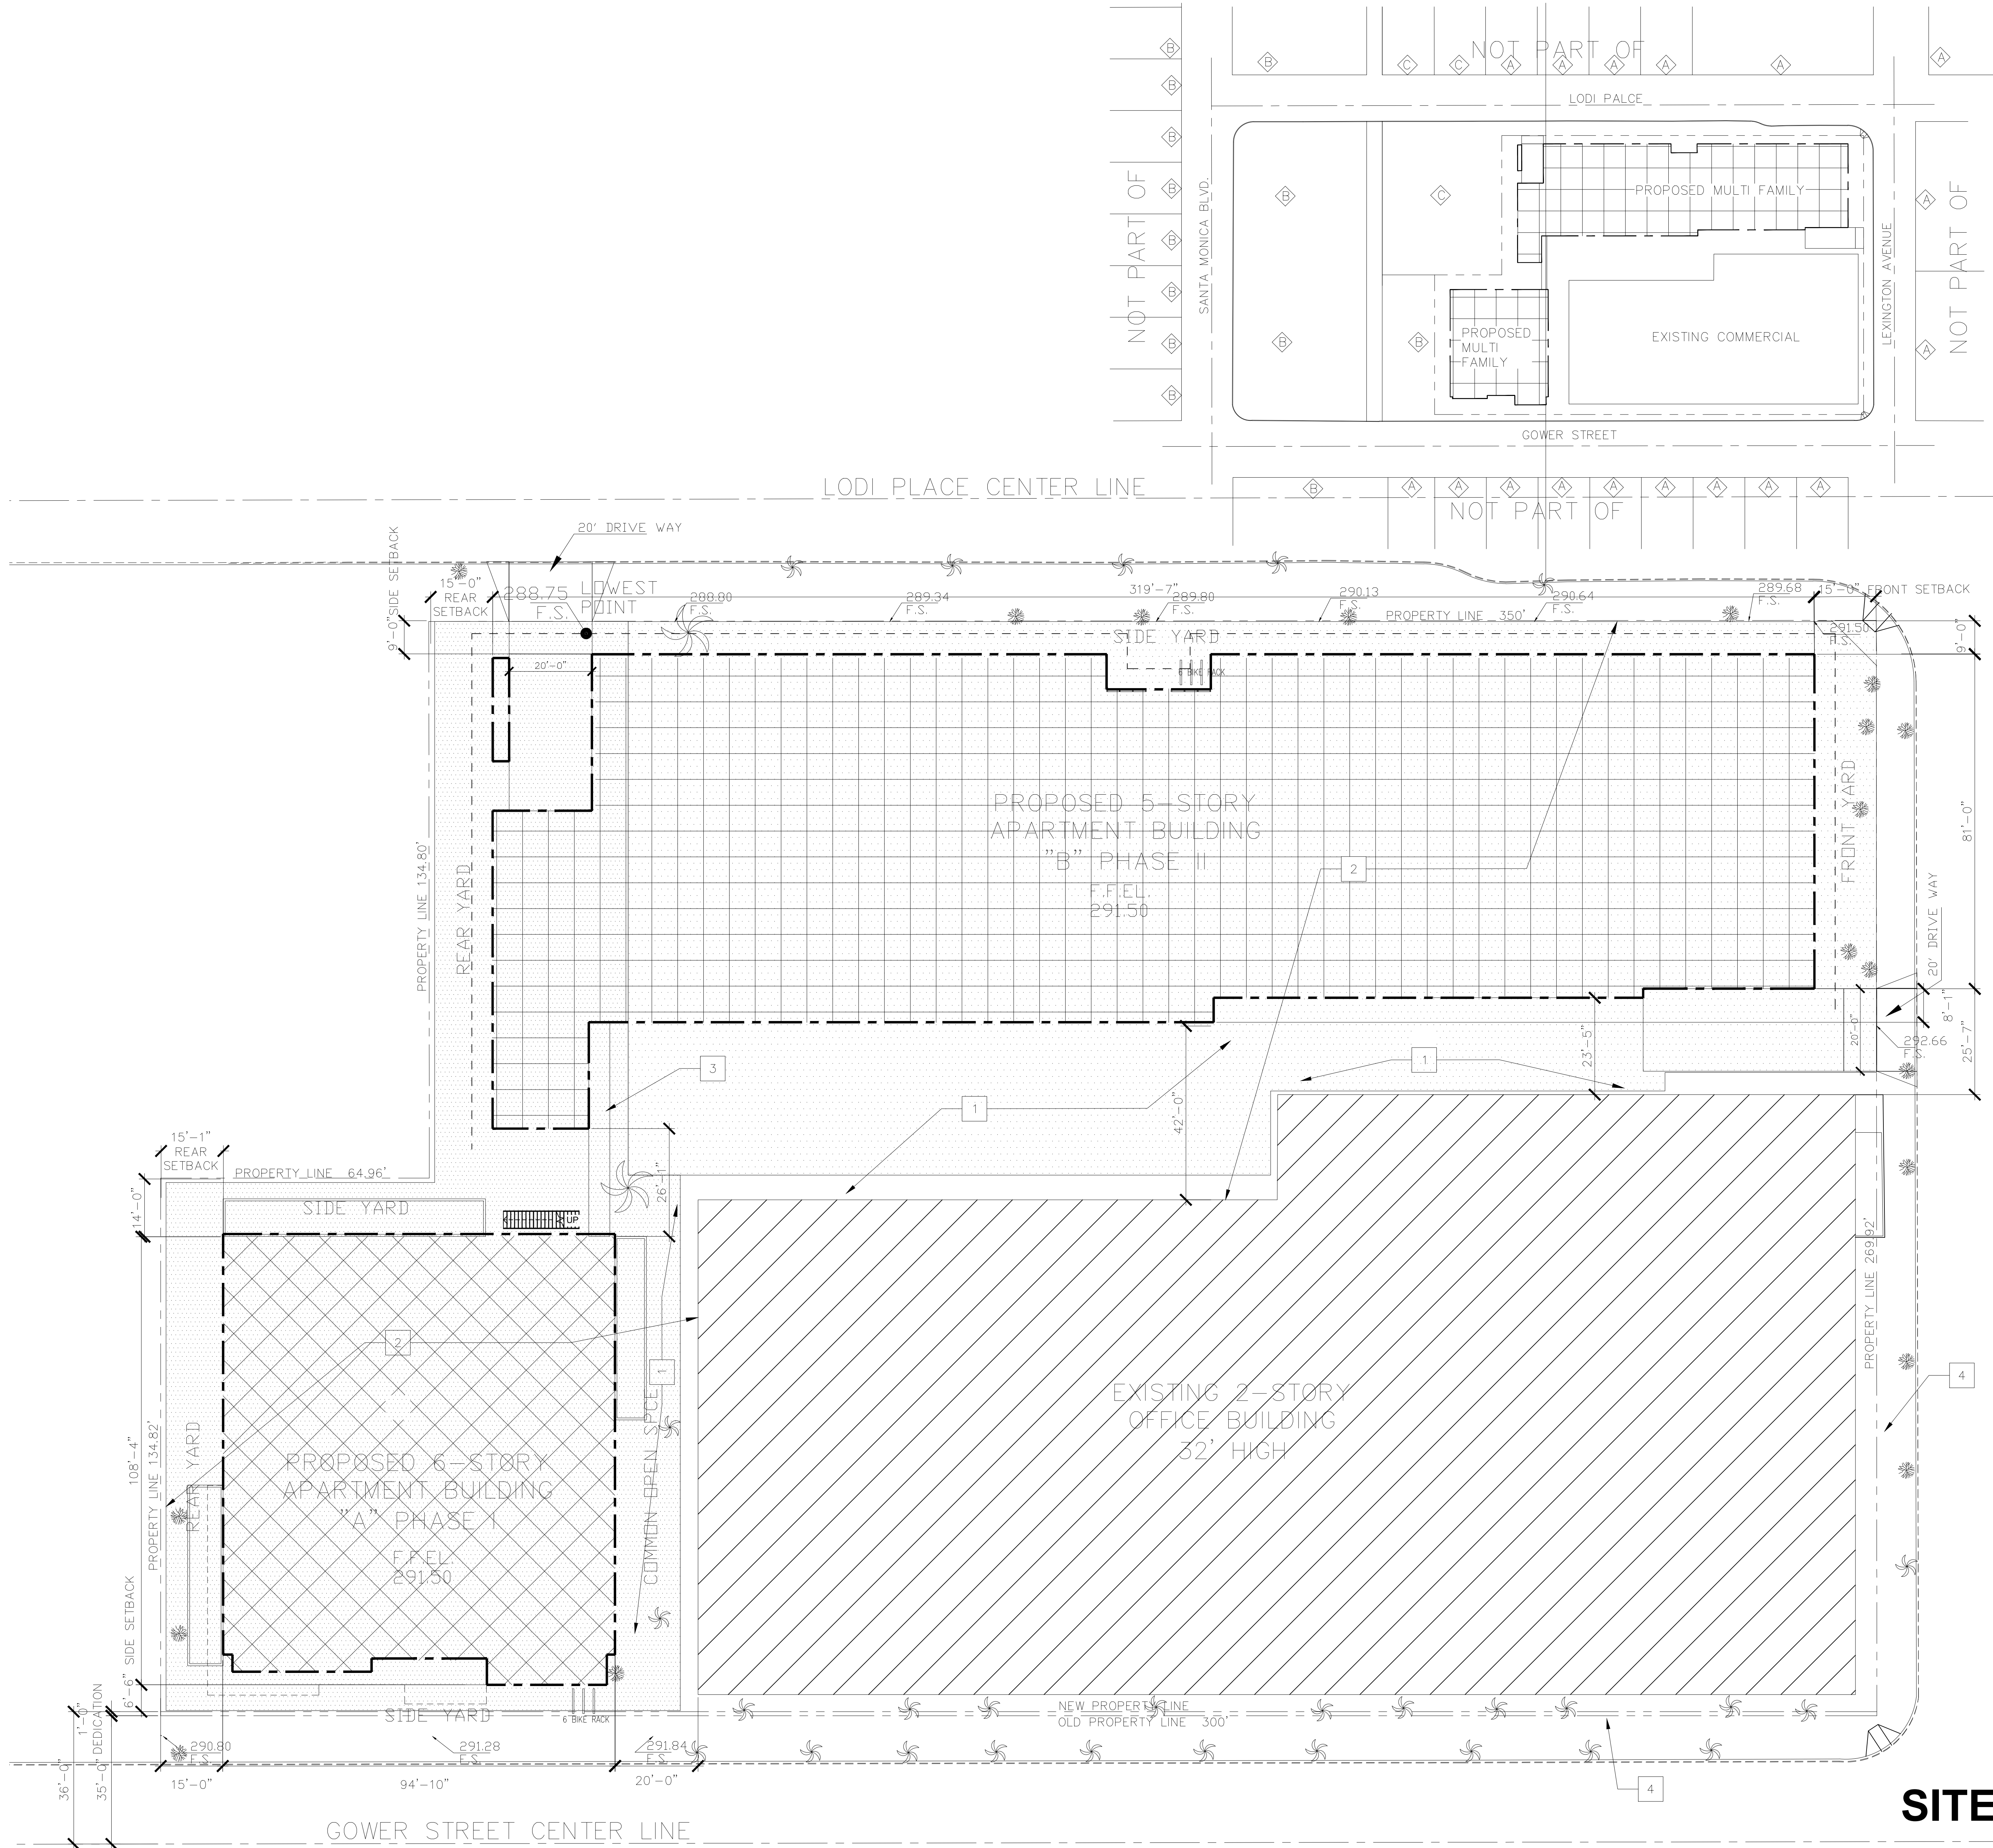 NOT PART OF
B
B
B
B
B
B
B
B
B
C
C
A
A
A
A
A
A
LODI PALCE
NOT PART OF
SANTA MONICA BLVD.
B
C
B
B
PROPOSED MULTI FAMILY
PROPOSED
MULTI
FAMILY
EXISTING COMMERCIAL
LEXINGTON AVENUE
A
A
NOT PART OF
GOWER STREET
B
A
A
A
A
A
A
A
A
A
NOT PART OF
LODI PLACE CENTER LINE
20' DRIVE WAY
9'-0" SIDE SETBACK
15'-0"
REAR
SETBACK
288.75 LOWEST
F.S. POINT
288.80
F.S.
289.34
F.S.
319'-7"
289.80
F.S.
290.13
F.S.
PROPERTY LINE 350'
290.64
F.S.
289.68
F.S.
15'-0" FRONT SETBACK
291.50
F.S.
9'-0"
SIDE YARD
20'-0"
6 BIKE RACK
PROPERTY LINE 134.80'
REAR YARD
PROPOSED 5-STORY
APARTMENT BUILDING
"B" PHASE II
F.F.EL.
291.50
2
FRONT YARD
81'-0"
20' DRIVE WAY
8'-1"
25'-7"
20'-0"
292.66
F.S.
23'-5"
1
1
3
42'-0"
26'-1"
15'-1"
REAR
SETBACK
PROPERTY LINE 64.96'
14'-0"
SIDE YARD
UP
2
1
COMMON OPEN SPCE
108'-4"
PROPERTY LINE 134.82'
REAR YARD
PROPOSED 6-STORY
APARTMENT BUILDING
"A" PHASE I
F.F.EL.
291.50
EXISTING 2-STORY
OFFICE BUILDING
32' HIGH
PROPERTY LINE 269.92'
4
6'-6" SIDE SETBACK
1'-0"
DEDICATION
36'-0"
35'-0"
SIDE YARD
6 BIKE RACK
NEW PROPERTY LINE
OLD PROPERTY LINE 300'
290.80
F.S.
291.28
F.S.
291.84
F.S.
15'-0"
94'-10"
20'-0"
4
SITE
GOWER STREET CENTER LINE